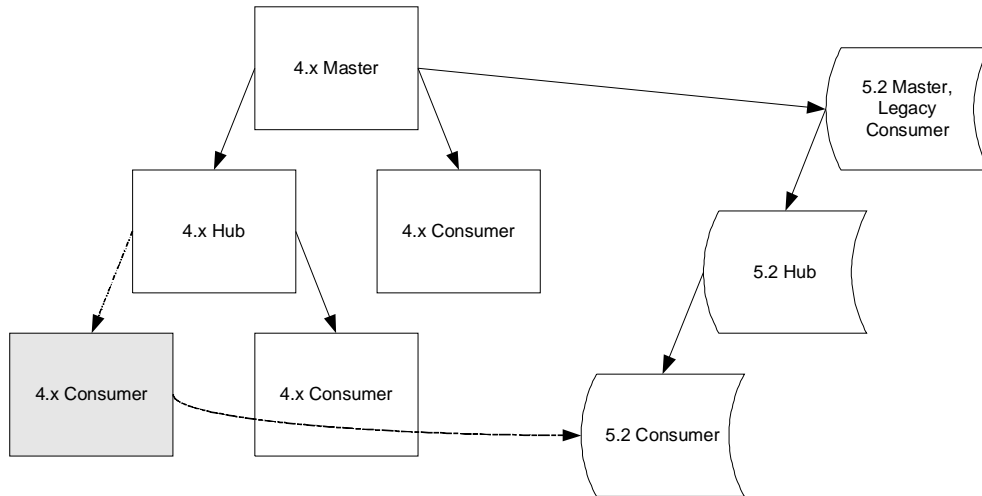 4.x Master
5.2 Master,
Legacy
Consumer
4.x Hub
4.x Consumer
5.2 Hub
4.x Consumer
4.x Consumer
5.2 Consumer